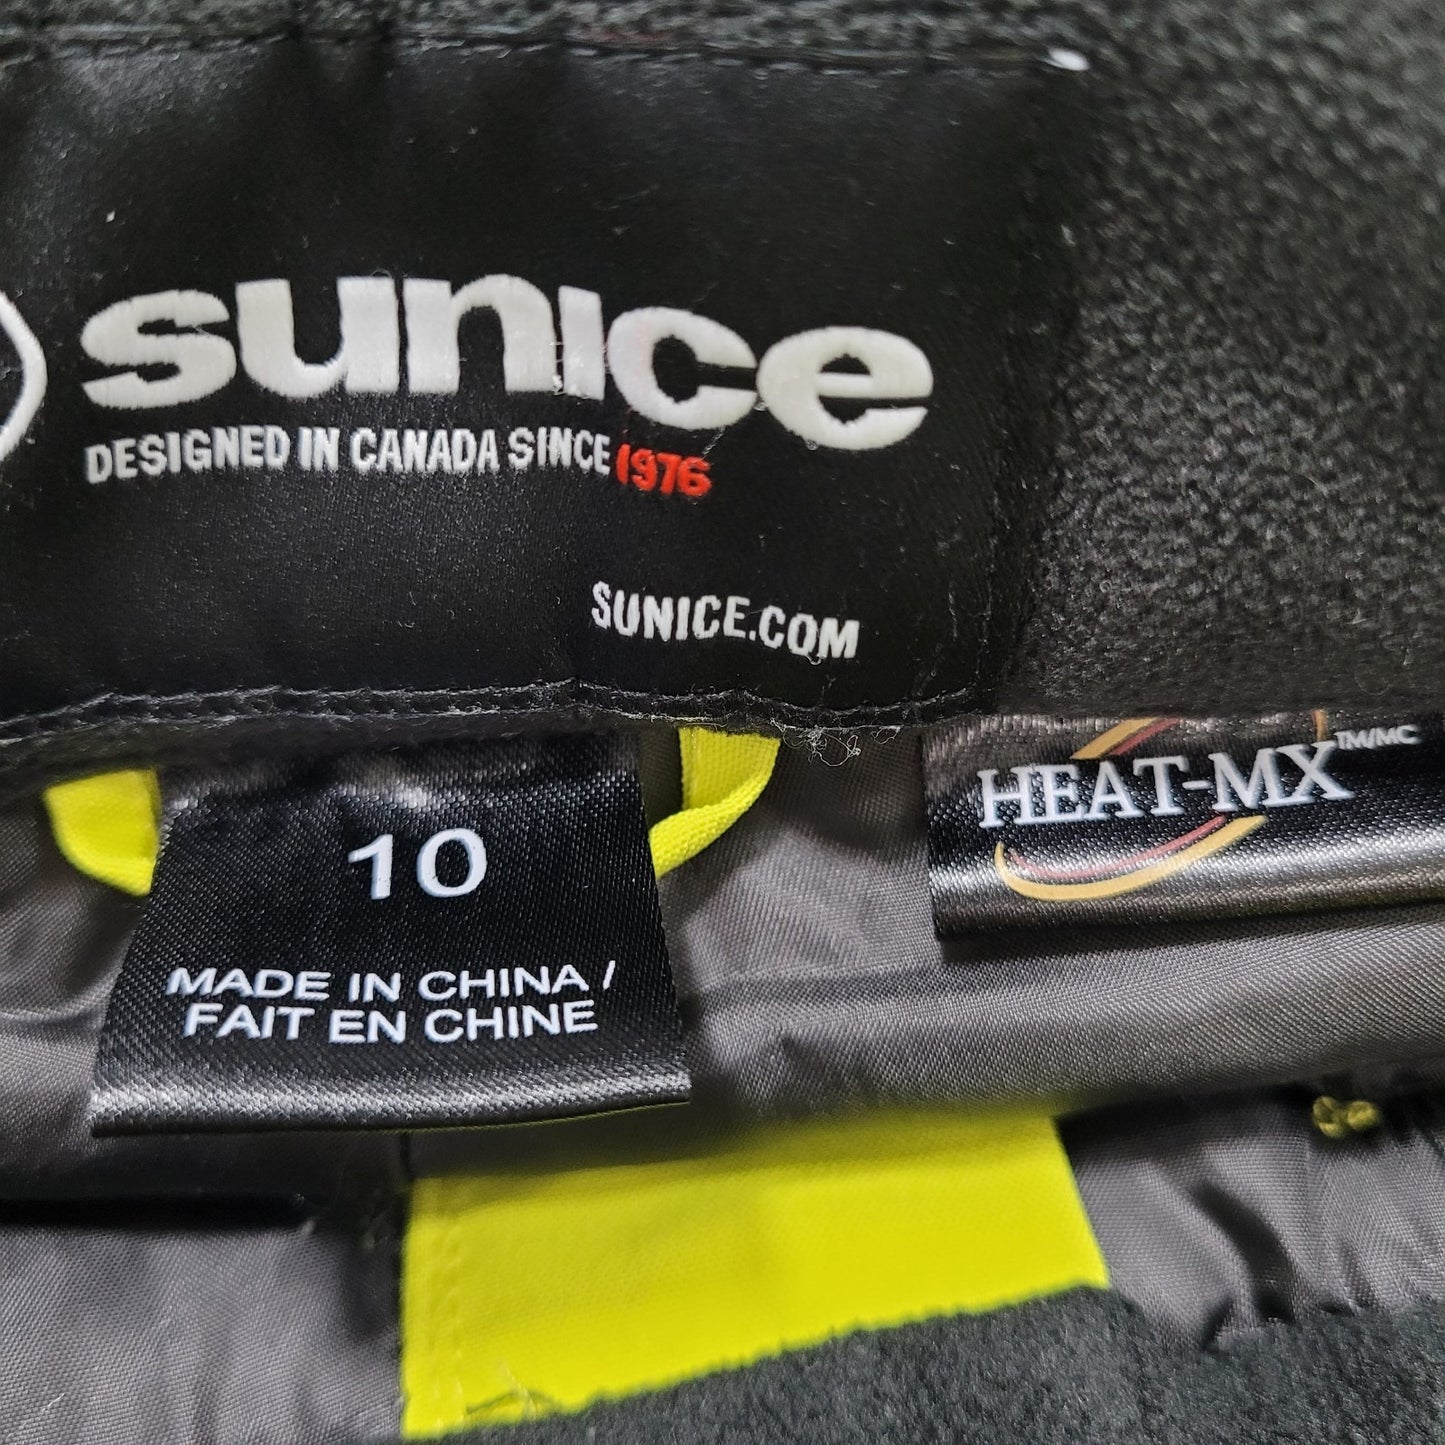 sunice
DESIGNED IN CANADA SINCE 1976
SUNICE.COM
10
MADE IN CHINA /
FAIT EN CHINE
HEAT-MX TM/MC